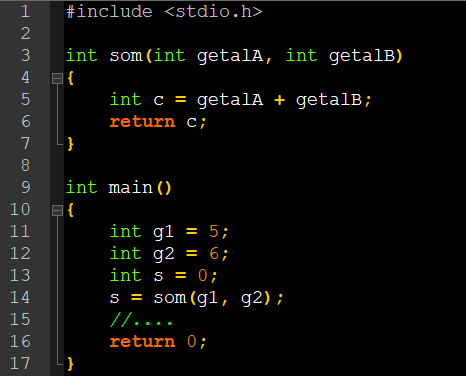 1 #include <stdio.h>
2
3 int som(int getalA, int getalB)
4 {
5     int c = getalA + getalB;
6     return c;
7 }
8
9 int main()
10 {
11     int g1 = 5;
12     int g2 = 6;
13     int s = 0;
14     s = som(g1, g2);
15     //....
16     return 0;
17 }